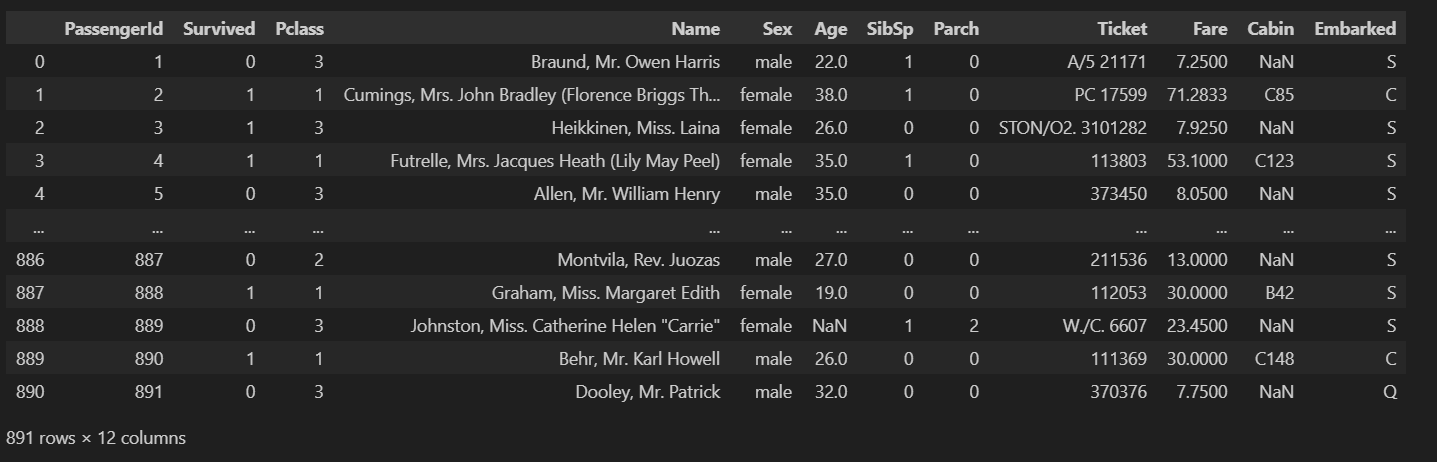 PassengerId Survived Pclass Name Sex Age SibSp Parch Ticket Fare Cabin Embarked
0 1 0 3 Braund, Mr. Owen Harris male 22.0 1 0 A/5 21171 7.2500 NaN S
1 2 1 1 Cumings, Mrs. John Bradley (Florence Briggs Th... female 38.0 1 0 PC 17599 71.2833 C85 C
2 3 1 3 Heikkinen, Miss. Laina female 26.0 0 0 STON/O2. 3101282 7.9250 NaN S
3 4 1 1 Futrelle, Mrs. Jacques Heath (Lily May Peel) female 35.0 1 0 113803 53.1000 C123 S
4 5 0 3 Allen, Mr. William Henry male 35.0 0 0 373450 8.0500 NaN S
... ... ... ... ... ... ... ... ... ... ... ... ...
886 887 0 2 Montvila, Rev. Juozas male 27.0 0 0 211536 13.0000 NaN S
887 888 1 1 Graham, Miss. Margaret Edith female 19.0 0 0 112053 30.0000 B42 S
888 889 0 3 Johnston, Miss. Catherine Helen "Carrie" female NaN 1 2 W./C. 6607 23.4500 NaN S
889 890 1 1 Behr, Mr. Karl Howell male 26.0 0 0 111369 30.0000 C148 C
890 891 0 3 Dooley, Mr. Patrick male 32.0 0 0 370376 7.7500 NaN Q
891 rows × 12 columns